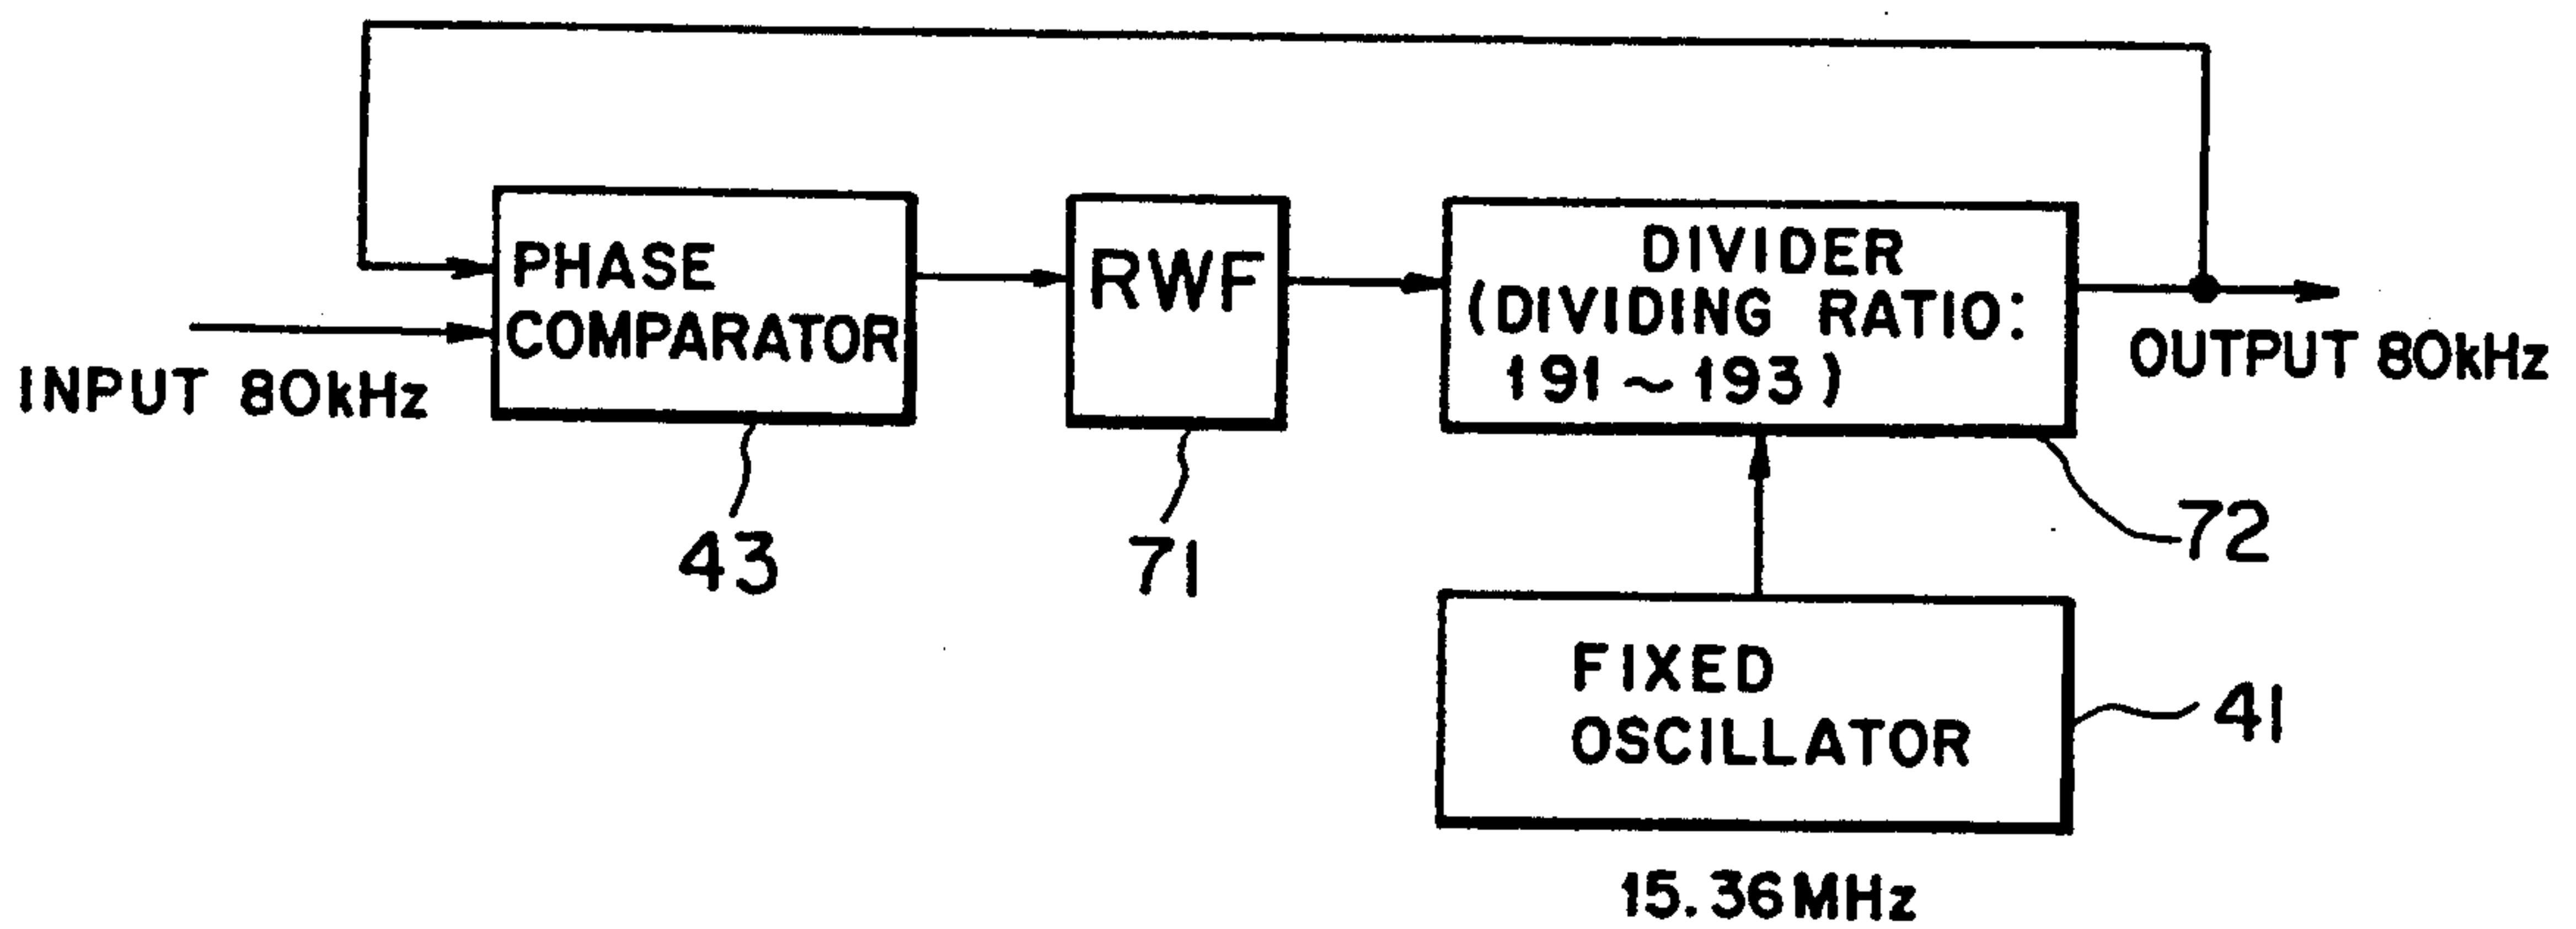 PHASE
COMPARATOR
INPUT 80kHz
43
RWF
71
DIVIDER
(DIVIDING RATIO:
191~193)
72
OUTPUT 80kHz
FIXED
OSCILLATOR
41
15.36MHz